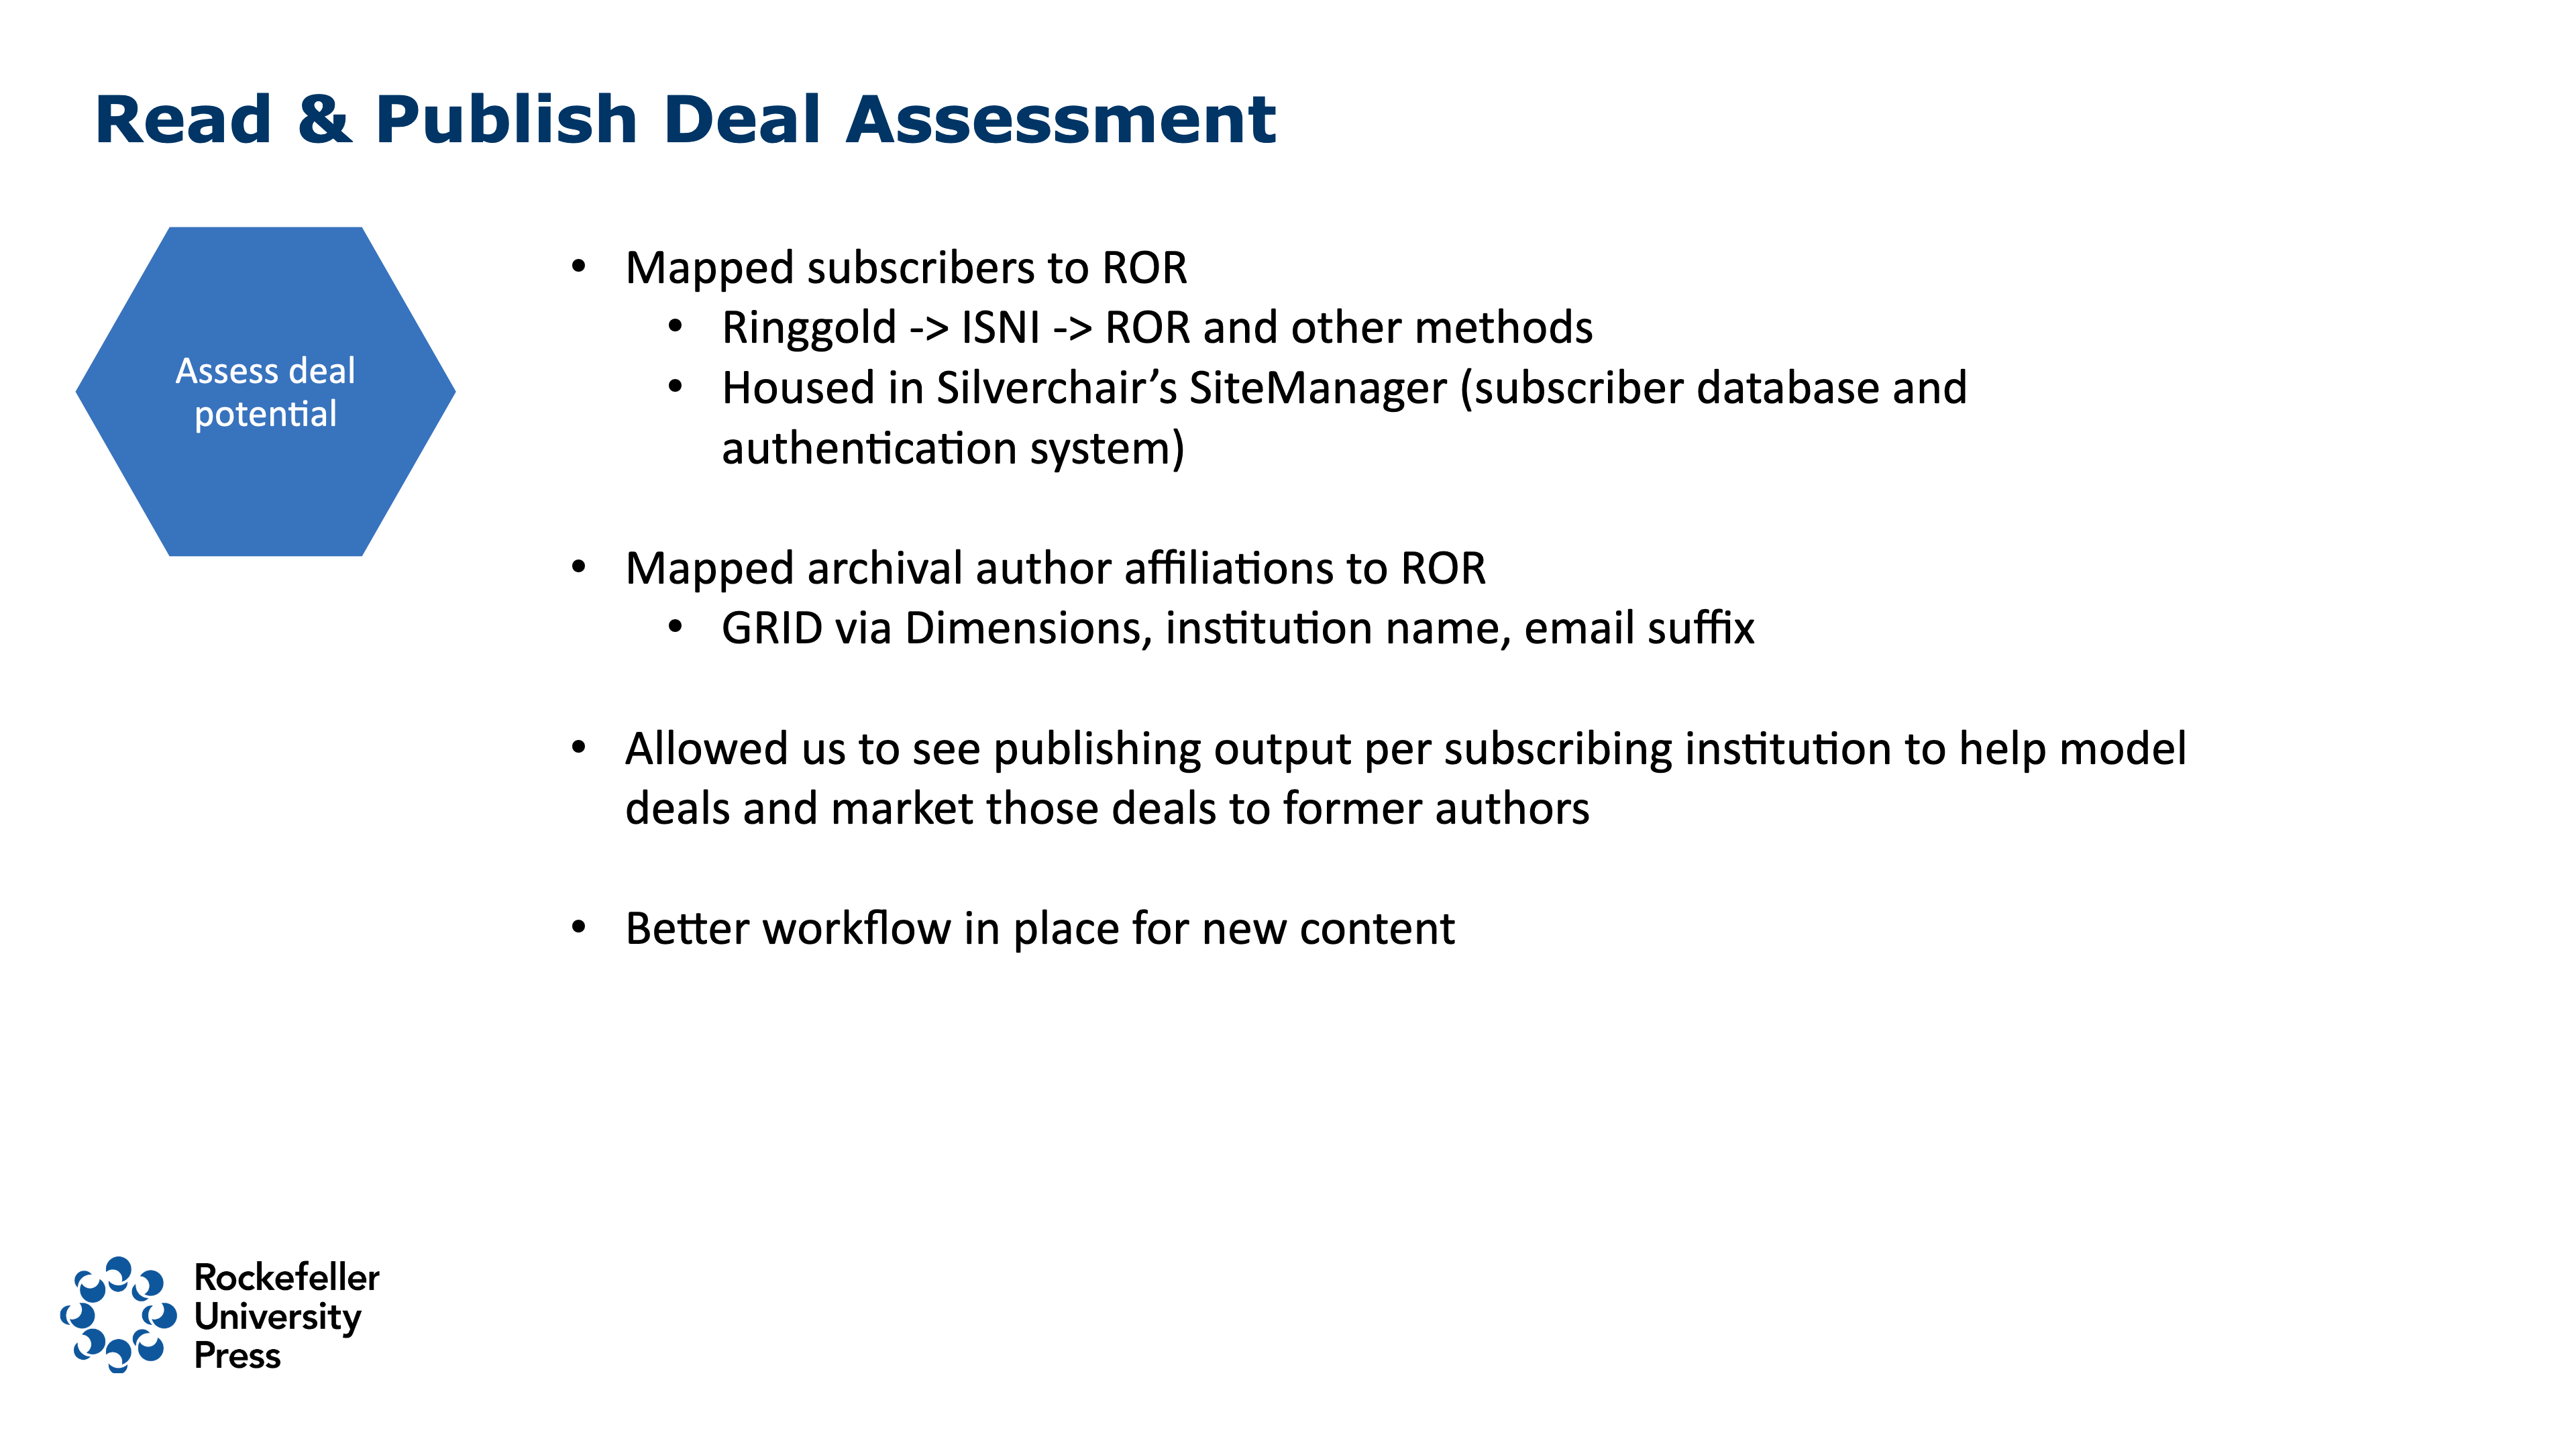 Read & Publish Deal Assessment
Assess deal
potential
• Mapped subscribers to ROR
• Ringgold -> ISNI -> ROR and other methods
• Housed in Silverchair’s SiteManager (subscriber database and
authentication system)
• Mapped archival author affiliations to ROR
• GRID via Dimensions, institution name, email suffix
• Allowed us to see publishing output per subscribing institution to help model
deals and market those deals to former authors
• Better workflow in place for new content
Rockefeller
University
Press